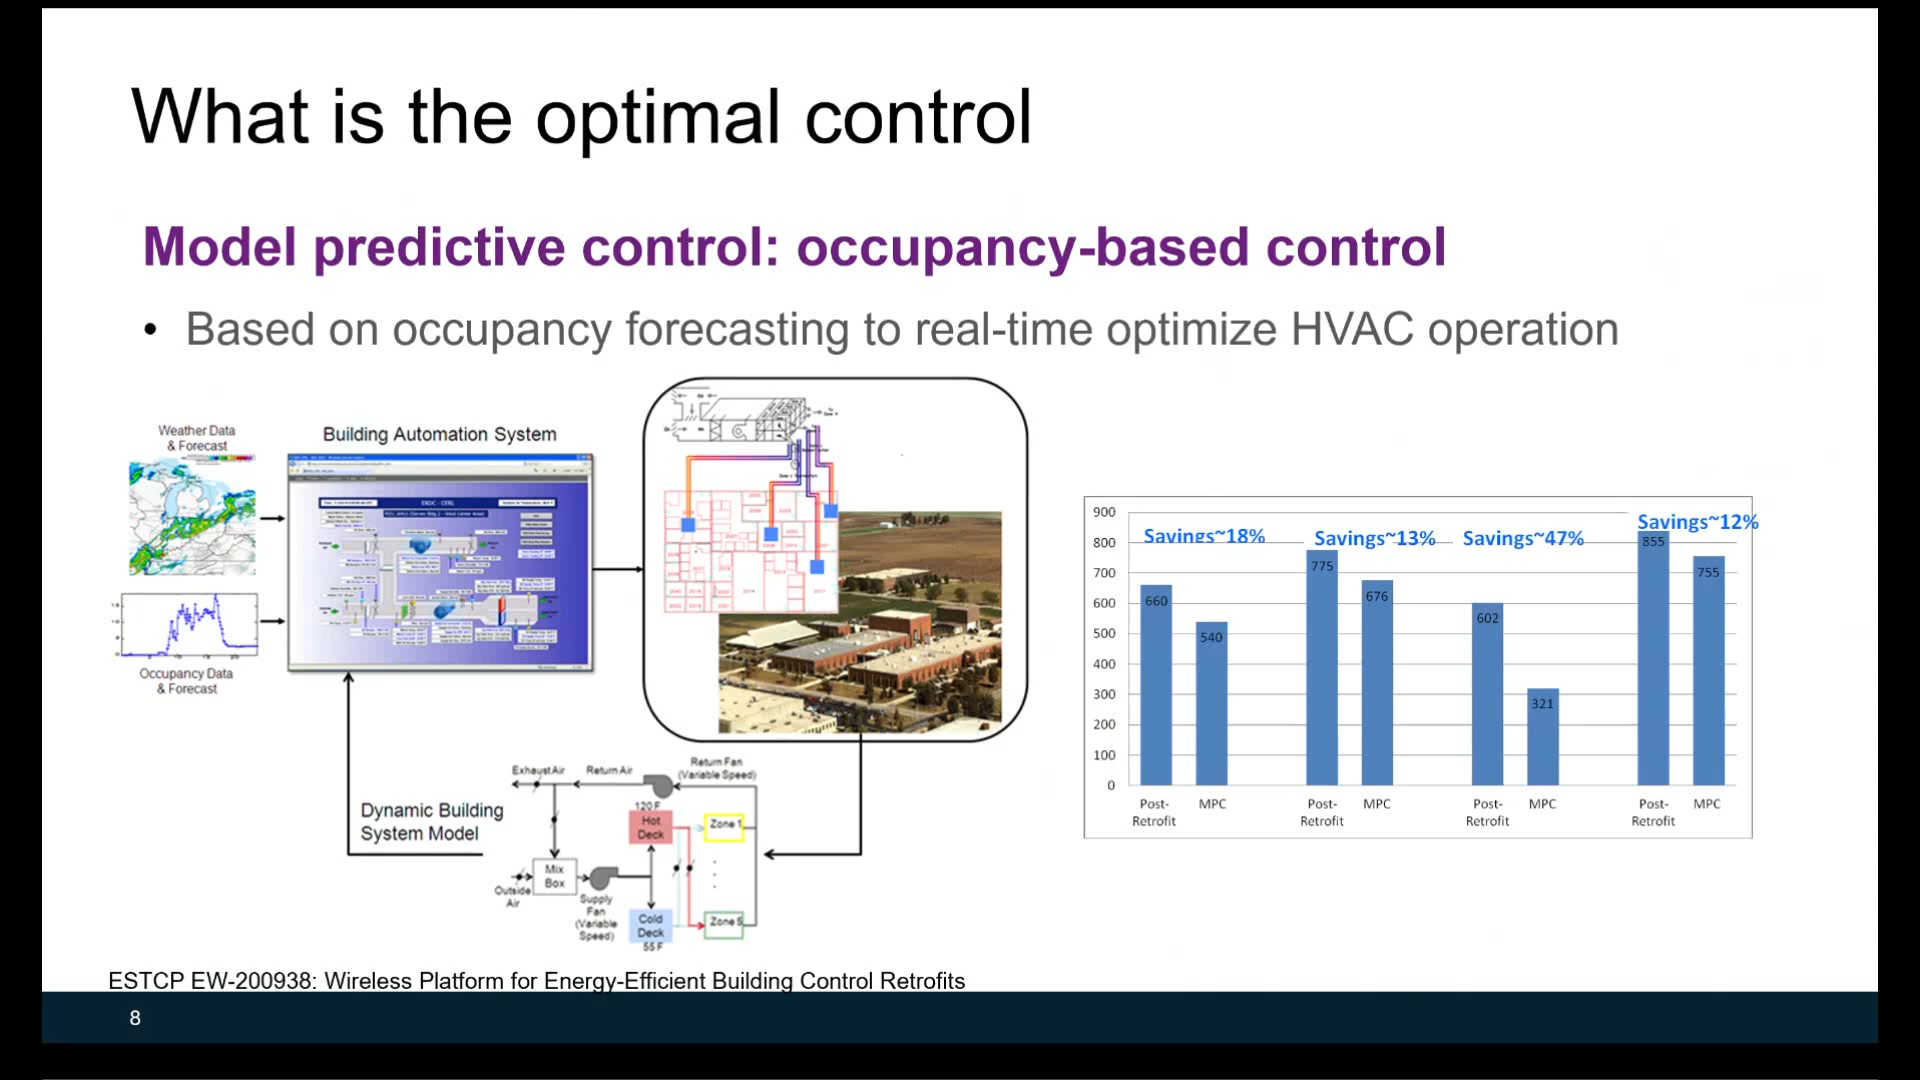 What is the optimal control
Model predictive control: occupancy-based control
• Based on occupancy forecasting to real-time optimize HVAC operation
Weather Data
& Forecast
Building Automation System
Occupancy Data
& Forecast
Dynamic Building
System Model
Exhaust Air
Return Air
Return Fan
(Variable Speed)
120 F
Hot
Deck
Zone 1
Mix
Box
Outside
Air
Supply
Fan
(Variable
Speed)
Cold
Deck
55 F
Zone 5
900
800
700
600
500
400
300
200
100
0
Savings~18%
Savings~13%
Savings~47%
Savings~12%
660
540
775
676
602
321
855
755
Post-
Retrofit
MPC
Post-
Retrofit
MPC
Post-
Retrofit
MPC
Post-
Retrofit
MPC
ESTCP EW-200938: Wireless Platform for Energy-Efficient Building Control Retrofits
8